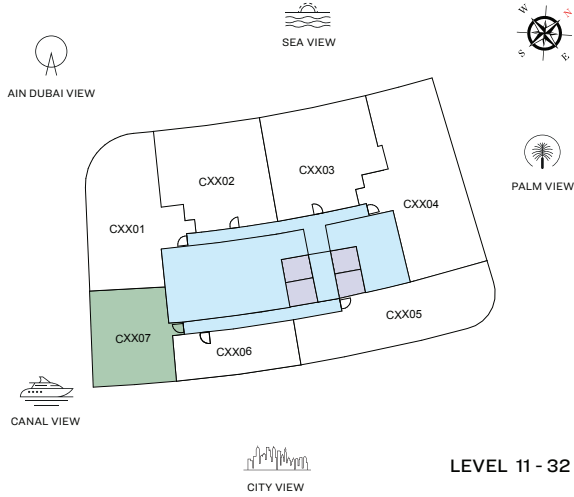 SEA VIEW
W
N
S
E
AIN DUBAI VIEW
PALM VIEW
CXX02
CXX03
CXX01
CXX04
CXX07
CXX06
CXX05
CANAL VIEW
CITY VIEW
LEVEL 11 - 32